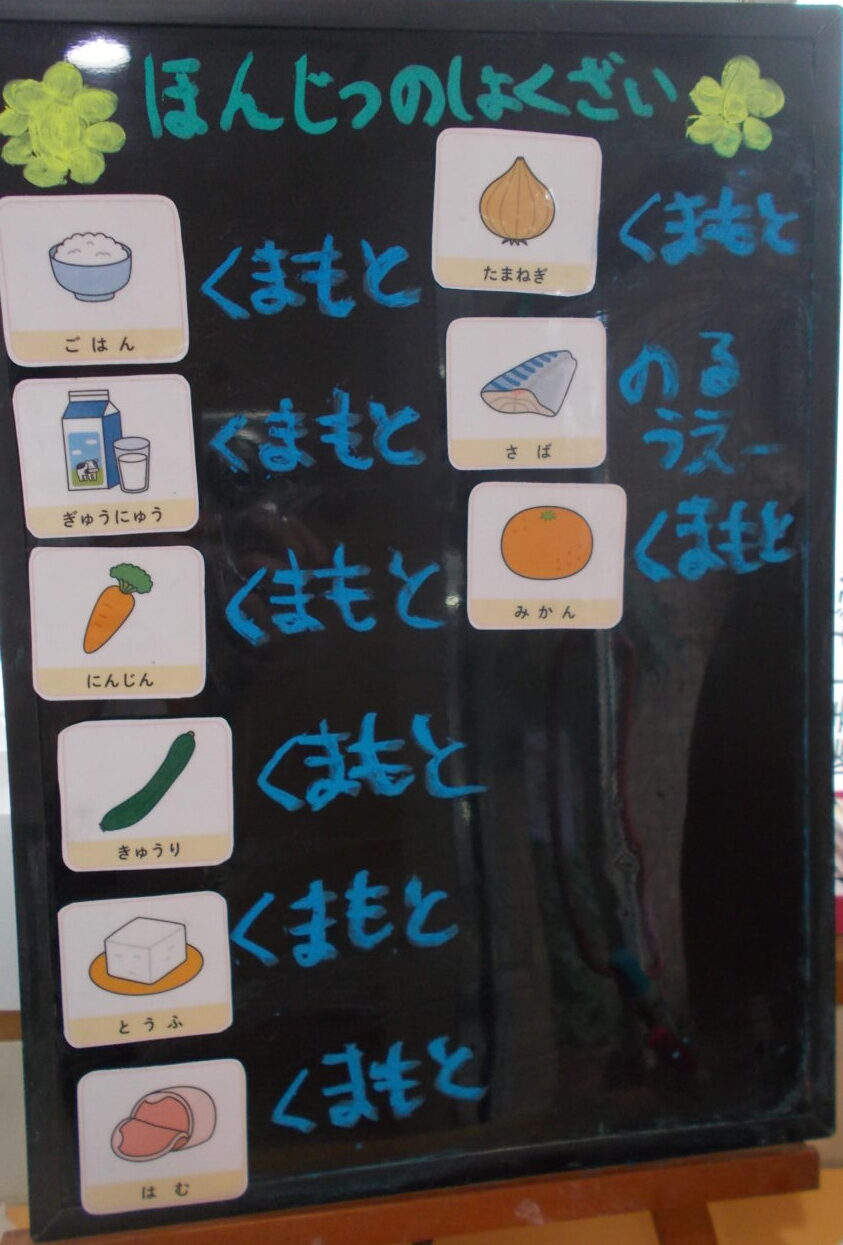 ほんじつのしょくざい
ごはん
くまもと
ぎゅうにゅう
くまもと
にんじん
くまもと
きゅうり
くまもと
とうふ
くまもと
はむ
くまもと
たまねぎ
くまもと
さば
のる
うえー
みかん
くまもと